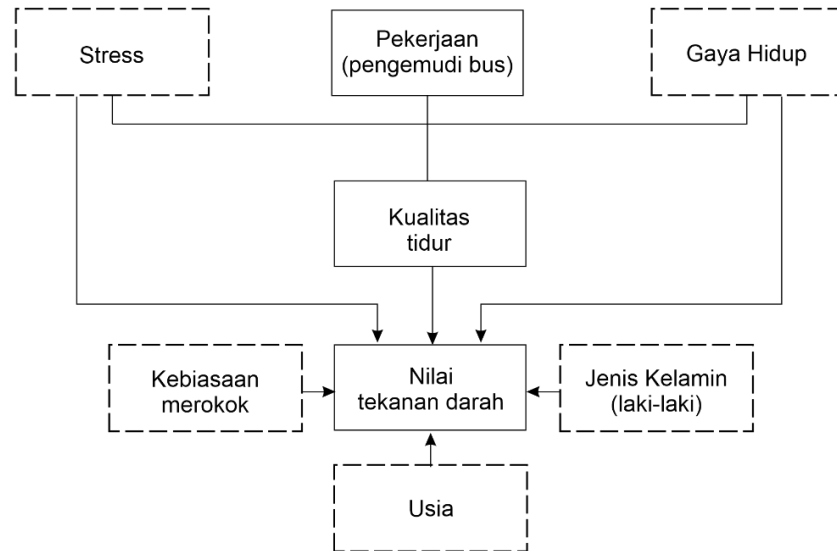 Stress
Pekerjaan
(pengemudi bus)
Gaya Hidup
Kualitas
tidur
Kebiasaan
merokok
Nilai
tekanan darah
Jenis Kelamin
(laki-laki)
Usia